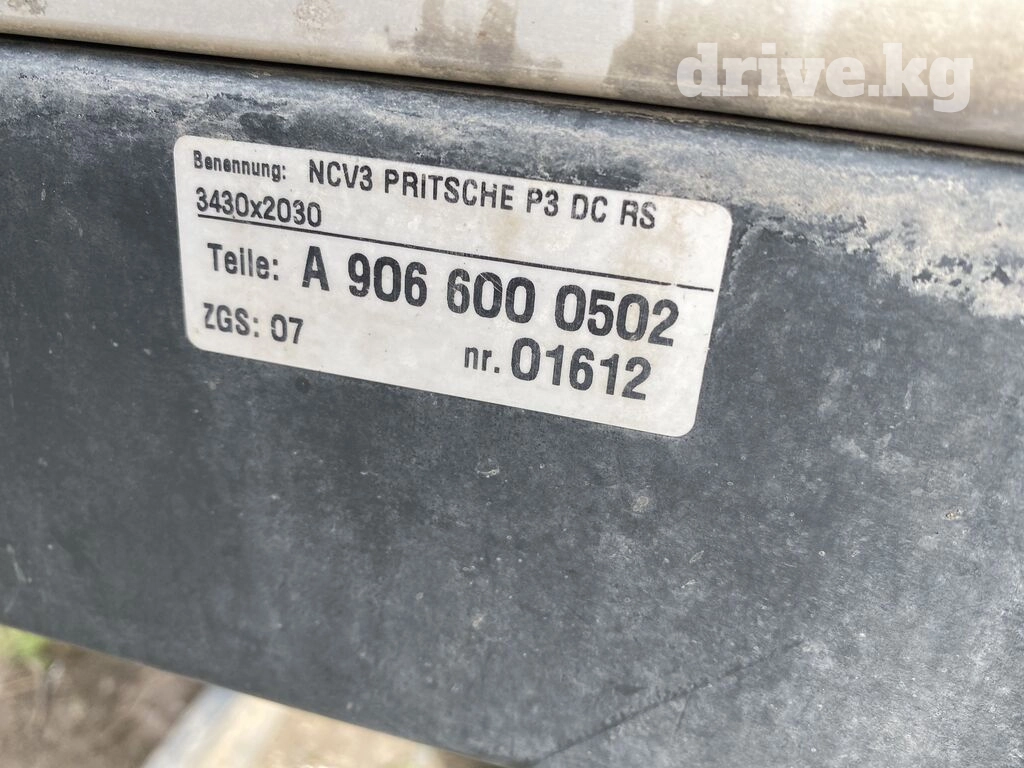 drive.kg
Benennung: NCV3 PRITSCHE P3 DC RS
3430x2030
Teile: A 906 600 0502
ZGS: 07 nr. 01612